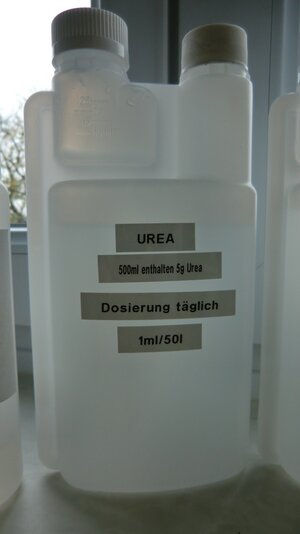 UREA
500ml enthalten 5g Urea
Dosierung täglich
1ml/50l